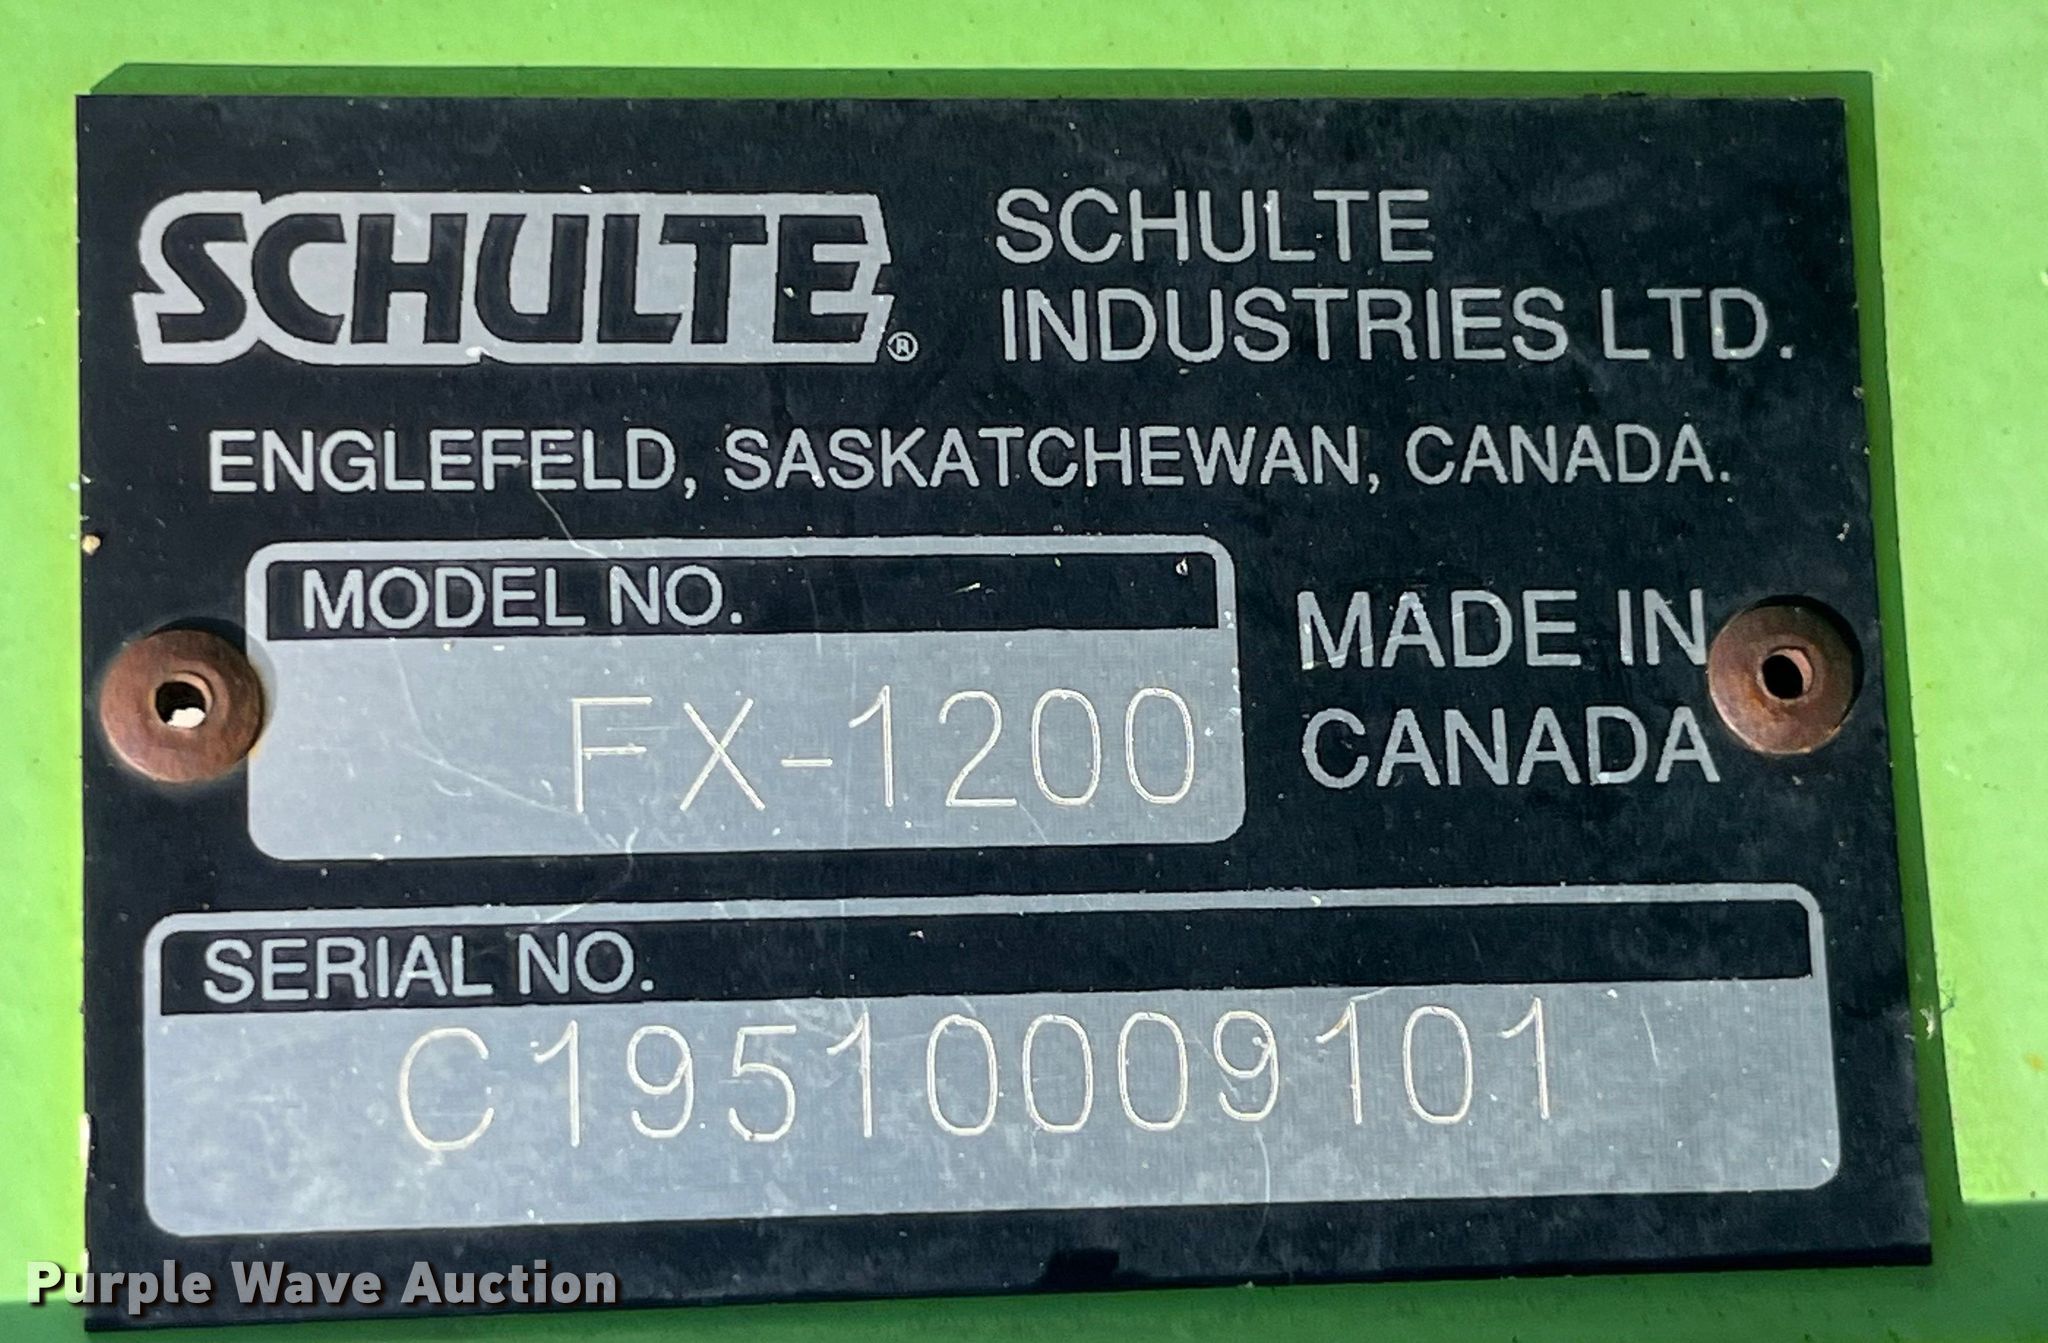 SCHULTE®
SCHULTE
INDUSTRIES LTD.
ENGLEFELD, SASKATCHEWAN, CANADA.
MODEL NO.
FX-1200
MADE IN
CANADA
SERIAL NO.
C19510009101
Purple Wave Auction